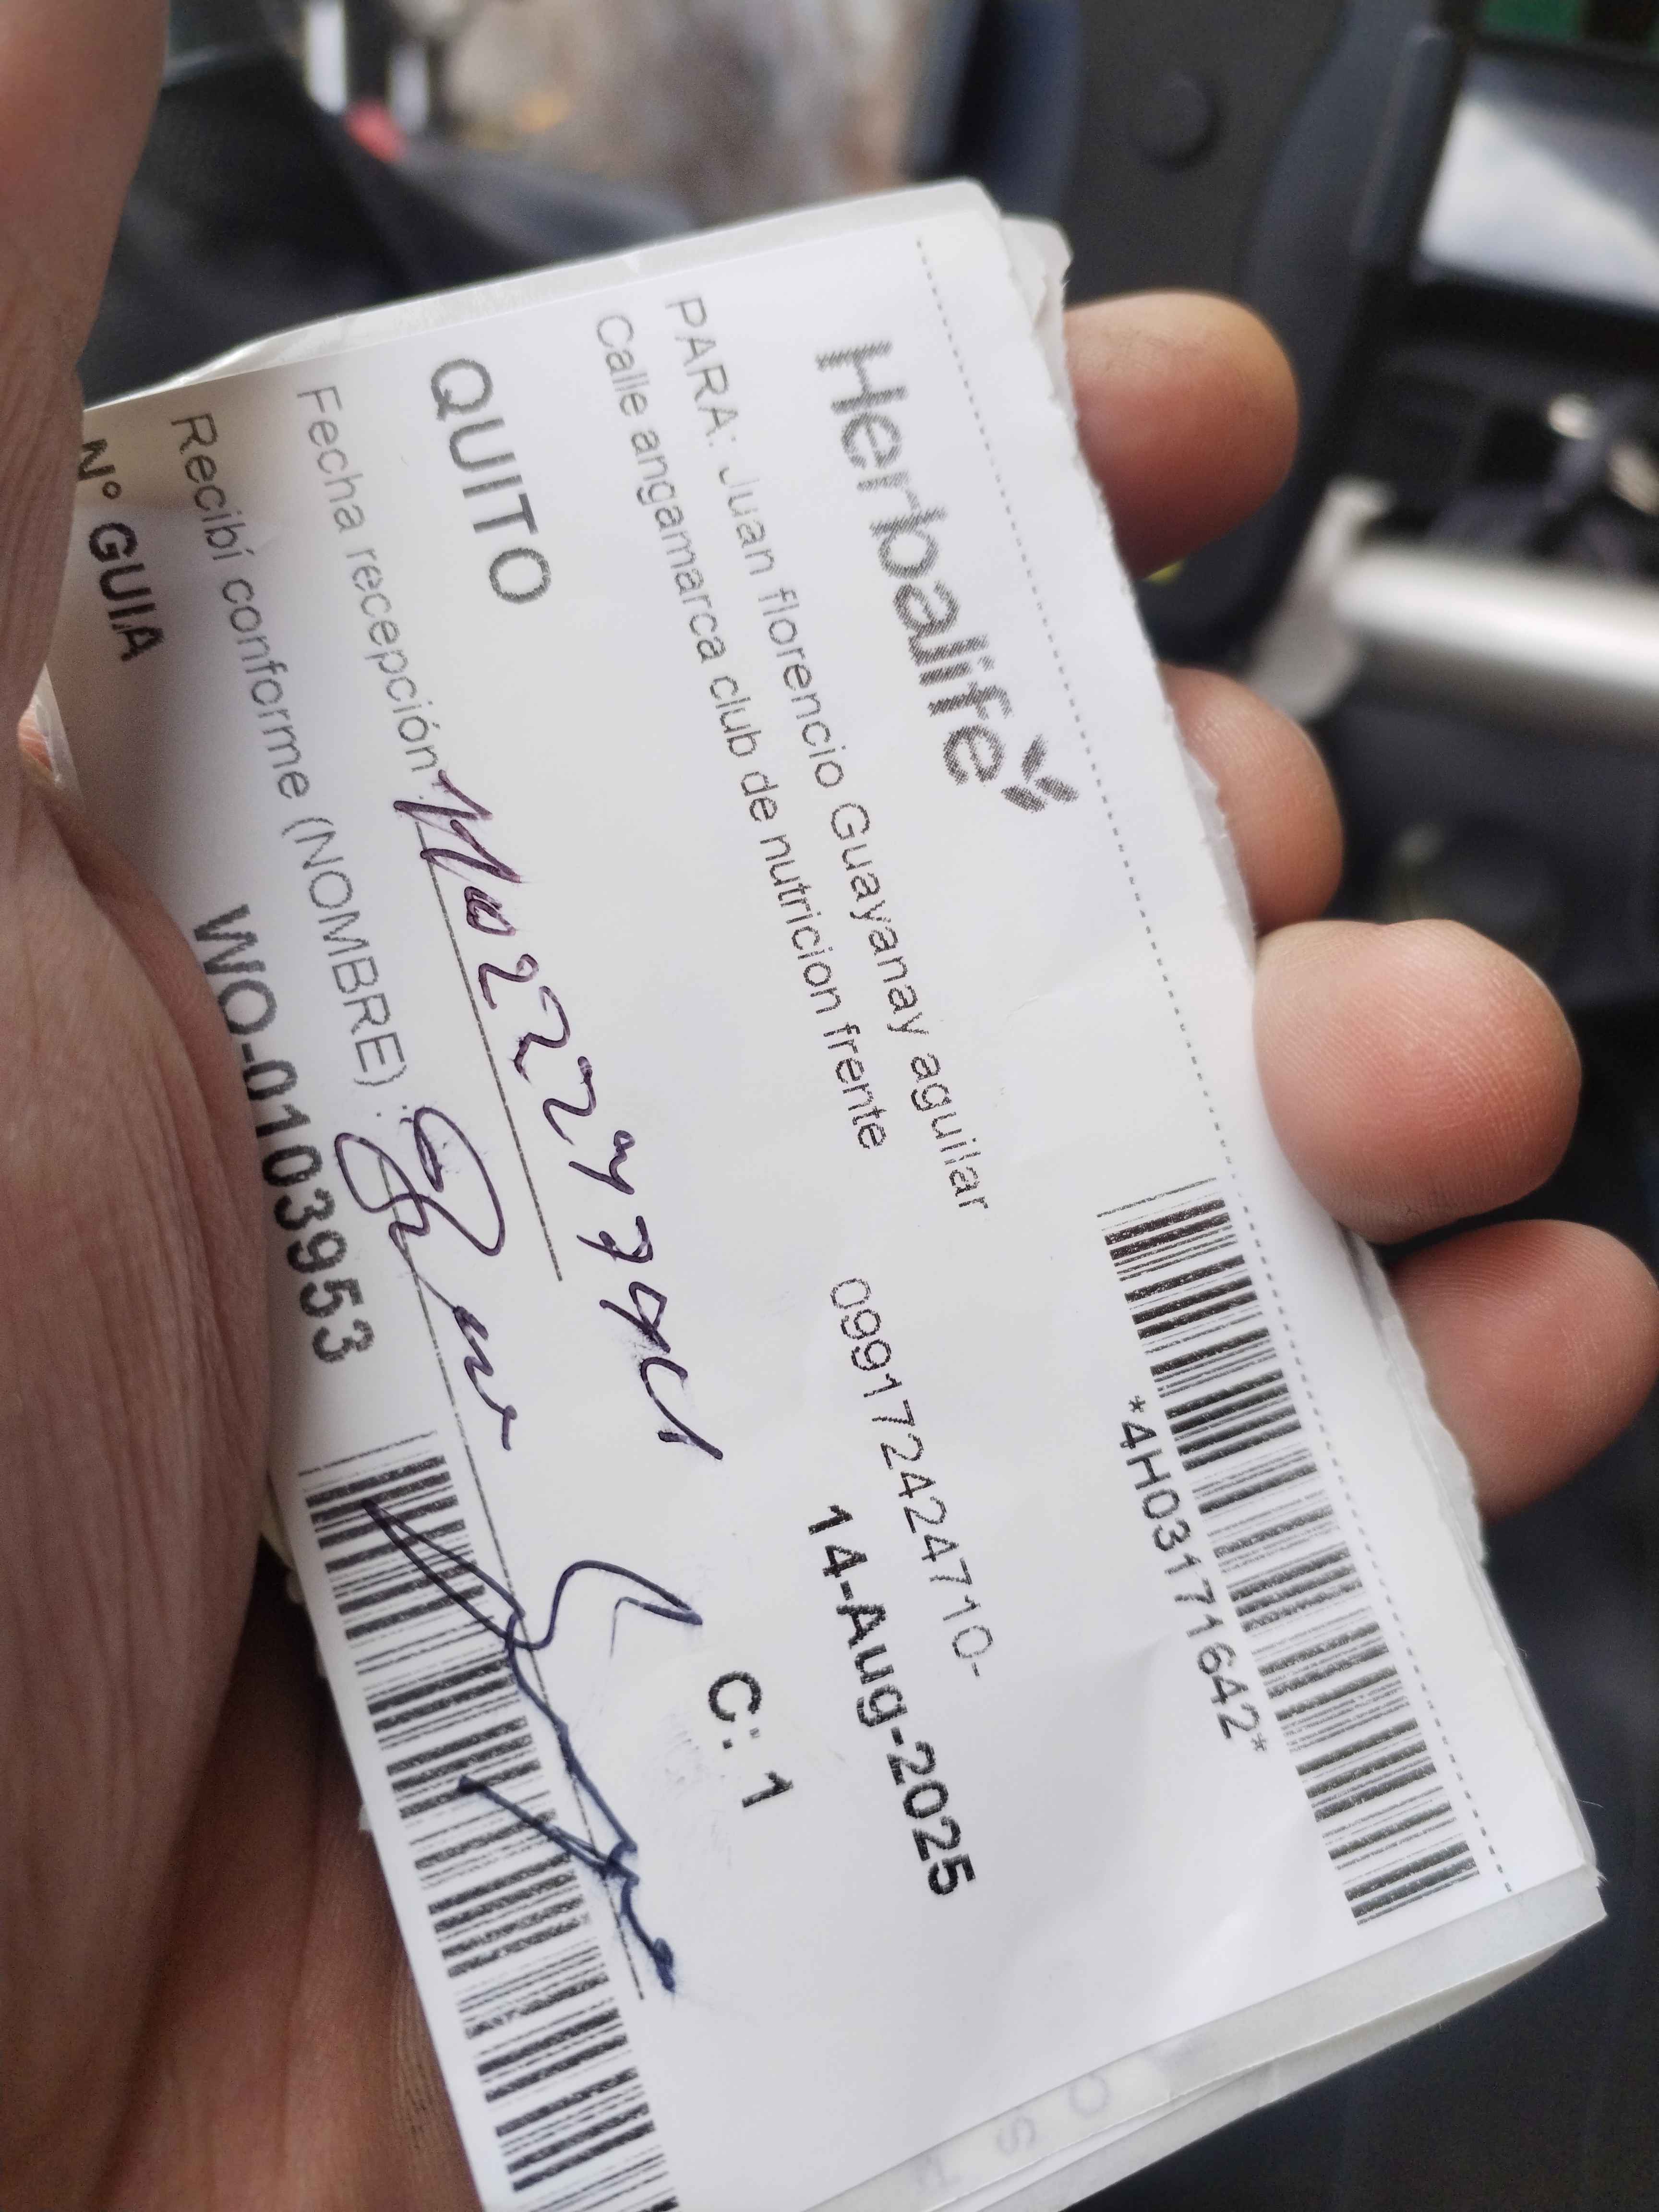 Herbalife
*4H03171642*
PARA: Juan florencio Guayanay aguilar
0991724247​10-
Calle angamarca club de nutricion frente
14-Aug-2025
QUITO
C: 1
Fecha recepción:
Recibí conforme (NOMBRE) :
N° GUIA
WO-01039953